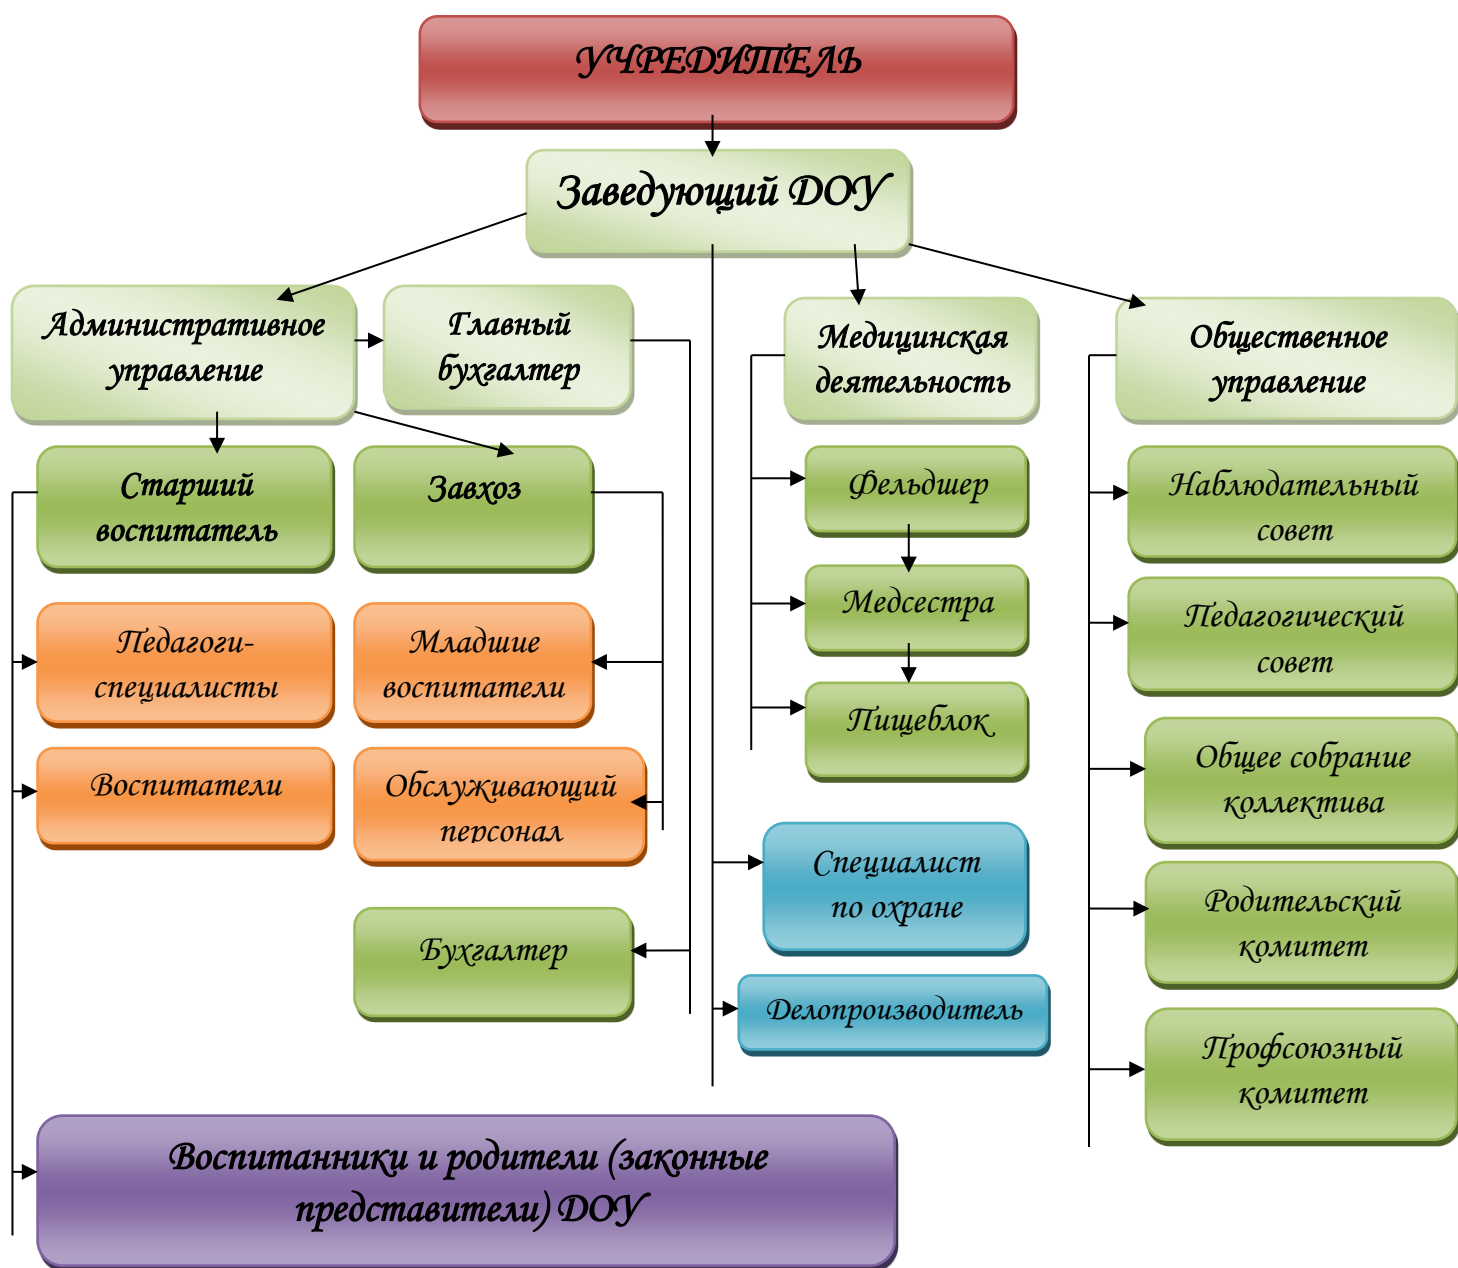 УЧРЕДИТЕЛЬ
Заведующий ДОУ
Административное
управление
Главный
бухгалтер
Медицинская
деятельность
Общественное
управление
Старший
воспитатель
Завхоз
Фельдшер
Наблюдательный
совет
Педагоги-
специалисты
Младшие
воспитатели
Медсестра
Педагогический
совет
Воспитатели
Обслуживающий
персонал
Пищеблок
Общее собрание
коллектива
Специалист
по охране
Родительский
комитет
Бухгалтер
Делопроизводитель
Профсоюзный
комитет
Воспитанники и родители (законные
представители) ДОУ